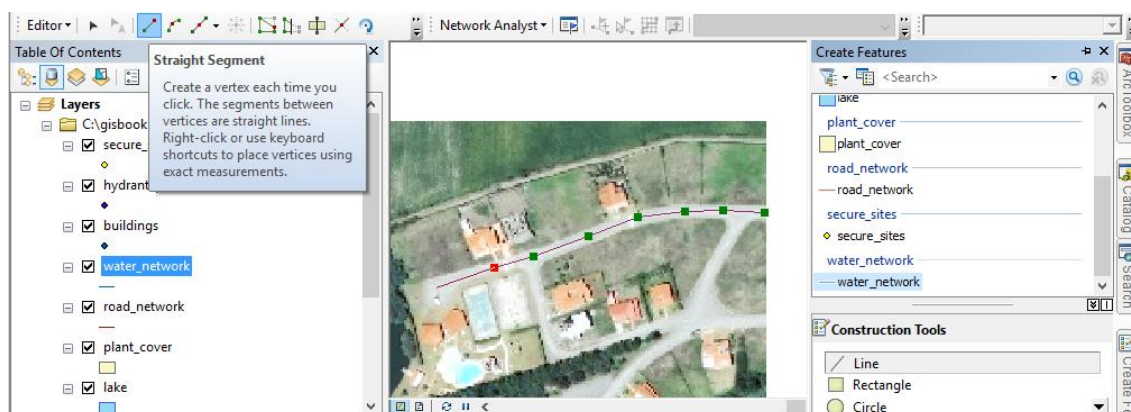 Editor
Network Analyst
Table Of Contents
Straight Segment
Create a vertex each time you
click. The segments between
vertices are straight lines.
Right-click or use keyboard
shortcuts to place vertices using
exact measurements.
Layers
C:\gisbook
secure_
hydrant
buildings
water_network
road_network
plant_cover
lake
Create Features
<Search>
lake
plant_cover
plant_cover
road_network
road_network
secure_sites
secure_sites
water_network
water_network
Construction Tools
Line
Rectangle
Circle
ArcToolbox
Catalog
Search
Create F